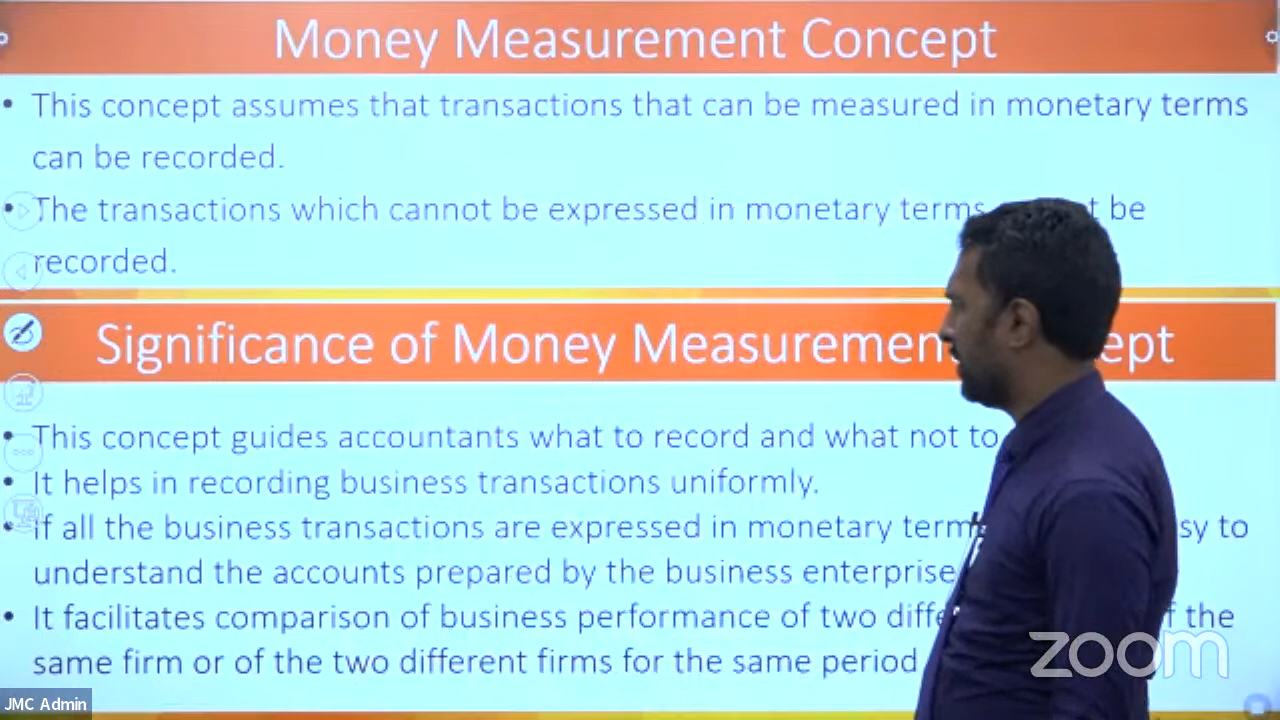 Money Measurement Concept
• This concept assumes that transactions that can be measured in monetary terms
can be recorded.
• The transactions which cannot be expressed in monetary terms be
recorded.
Significance of Money Measurement
• This concept guides accountants what to record and what not to
• It helps in recording business transactions uniformly.
• If all the business transactions are expressed in monetary to
understand the accounts prepared by the business enterprise
• It facilitates comparison of business performance of two the
same firm or of the two different firms for the same period
zoom
JMC Admin